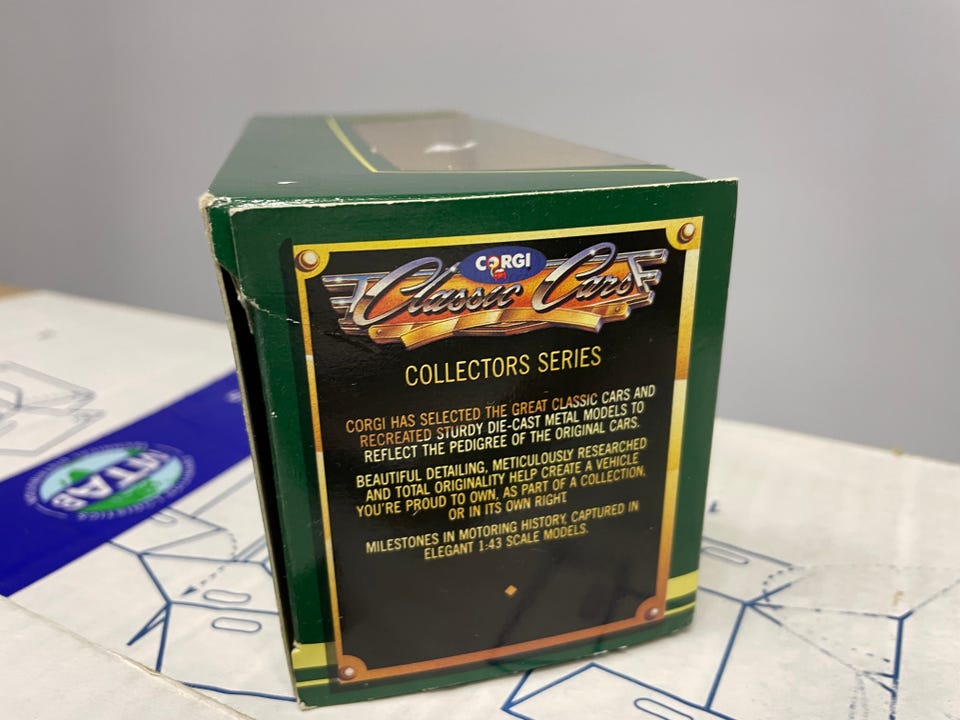 CORGI
Classic Cars
COLLECTORS SERIES
CORGI HAS SELECTED THE GREAT CLASSIC CARS AND
RECREATED STURDY DIE-CAST METAL MODELS TO
REFLECT THE PEDIGREE OF THE ORIGINAL CARS.
BEAUTIFUL DETAILING, METICULOUSLY RESEARCHED
AND TOTAL ORIGINALITY HELP CREATE A VEHICLE
YOU'RE PROUD TO OWN, AS PART OF A COLLECTION,
OR IN ITS OWN RIGHT
MILESTONES IN MOTORING HISTORY, CAPTURED IN
ELEGANT 1:43 SCALE MODELS.
MTAB